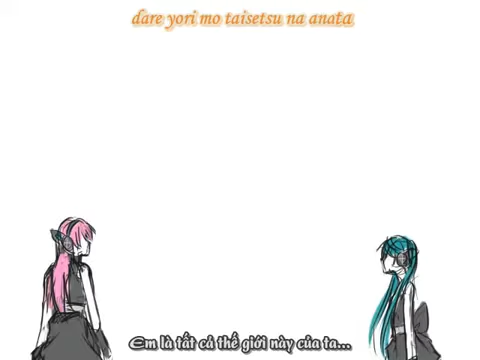 dare yori mo taisetsu na anata
Em là tất cả thế giới này của ta...